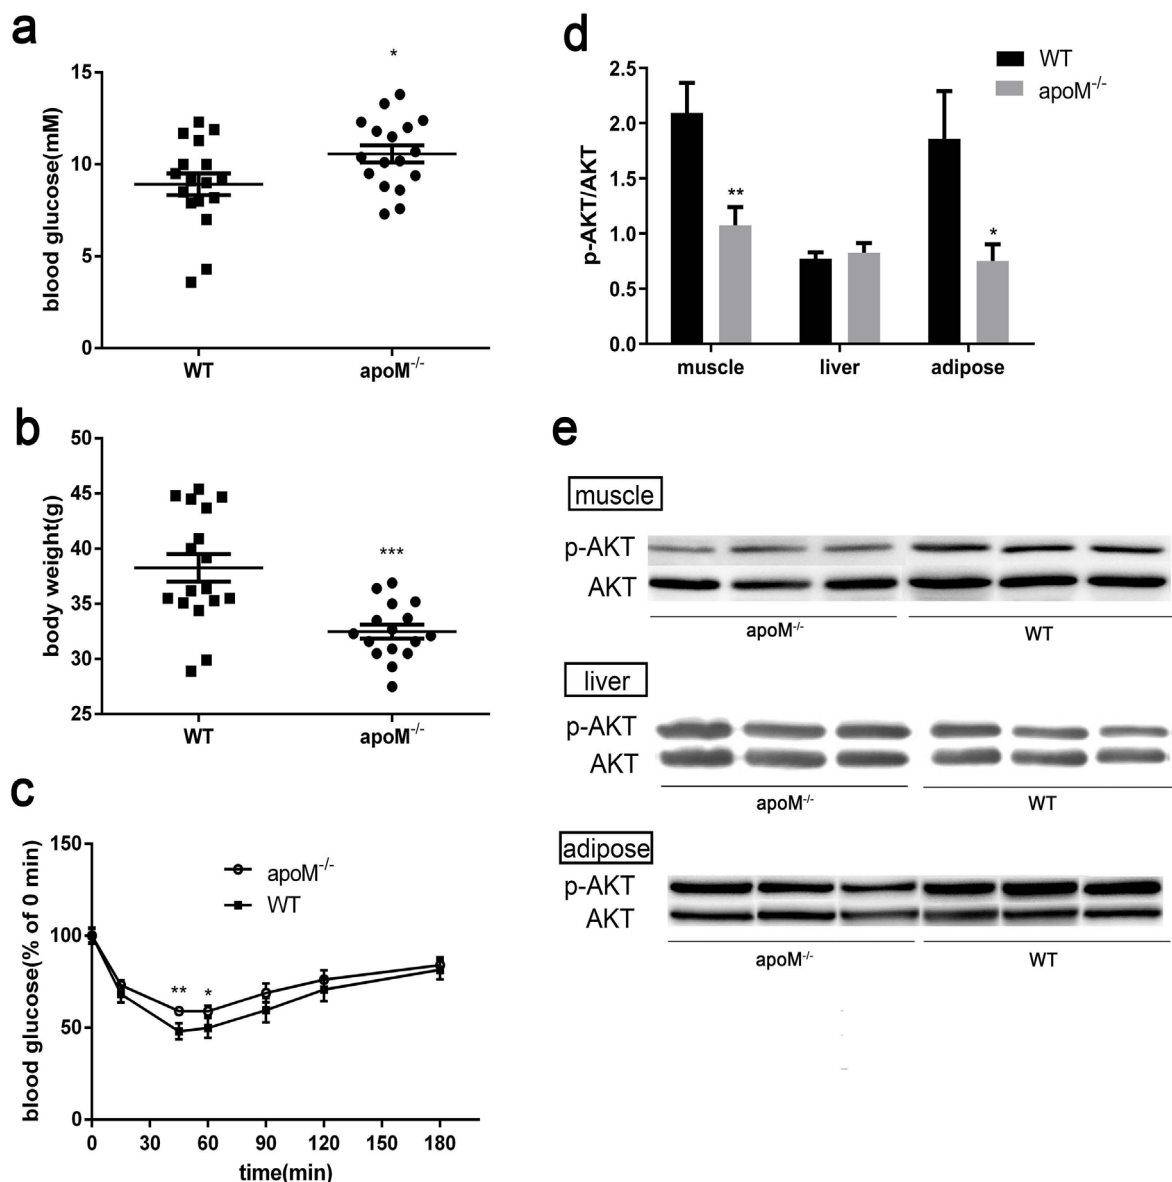 a
*
15
10
5
0
blood glucose(mM)
WT
apoM-/-
b
50
45
40
35
30
25
body weight(g)
***
WT
apoM-/-
c
150
100
50
0
blood glucose(% of 0 min)
apoM-/-
WT
**
*
0 30 60 90 120 150 180
time(min)
d
WT
apoM-/-
2.5
2.0
1.5
1.0
0.5
0.0
p-AKT/AKT
**
*
muscle liver adipose
e
muscle
p-AKT
AKT
apoM-/- WT
liver
p-AKT
AKT
apoM-/- WT
adipose
p-AKT
AKT
apoM-/- WT